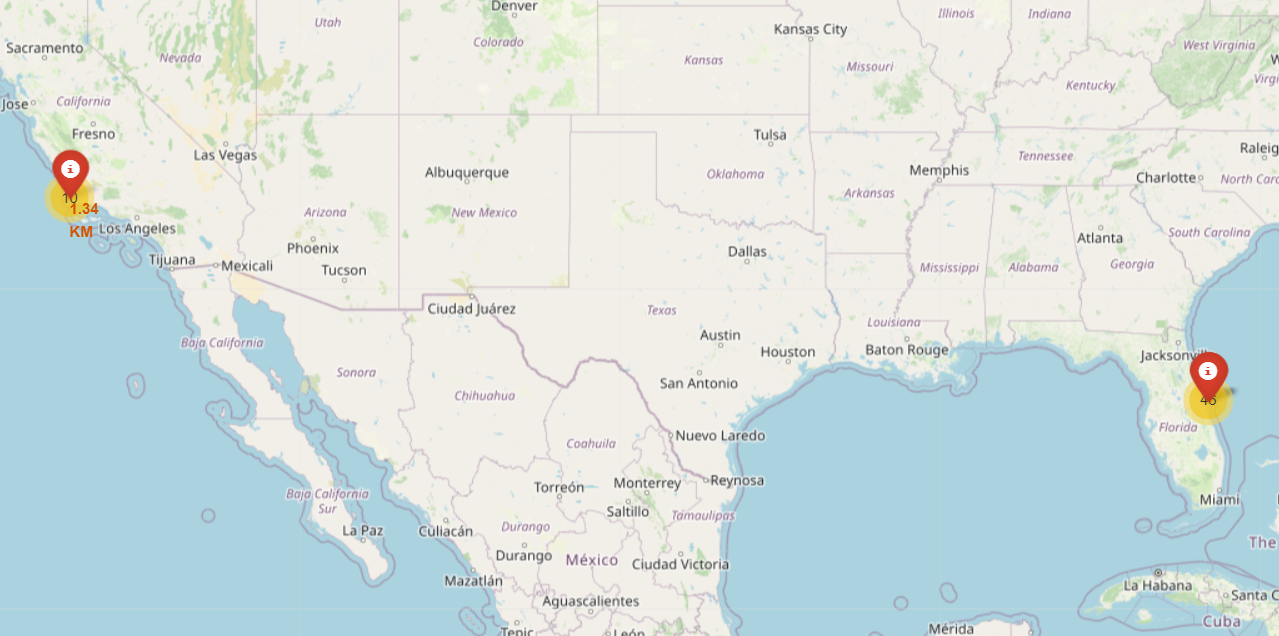 Denver
Utah
Illinois
Indiana
Kansas City
Colorado
Sacramento
Nevada
West Virginia
Kansas
Missouri
Kentucky
California
Jose
Fresno
Tulsa
Las Vegas
Raleig
Tennessee
Memphis
Albuquerque
Oklahoma
Charlotte
North Car
Arkansas
10
1.34
KM
Arizona
New Mexico
Los Angeles
South Carolina
Atlanta
Phoenix
Dallas
Tijuana
Mexicali
Tucson
Mississippi
Alabama
Georgia
Ciudad Juárez
Texas
Louisiana
Austin
Baja California
Houston
Baton Rouge
Jacksonvil
Sonora
San Antonio
Chihuahua
46
Florida
Nuevo Laredo
Coahuila
Reynosa
Monterrey
Torreón
Baja California
Sur
Miami
Saltillo
Tamaulipas
La Paz
Culiacán
Durango
The
Durango
México
Ciudad Victoria
Mazatlán
La Habana
Santa C
Aguascalientes
Cuba
Mérida
Tepic
León